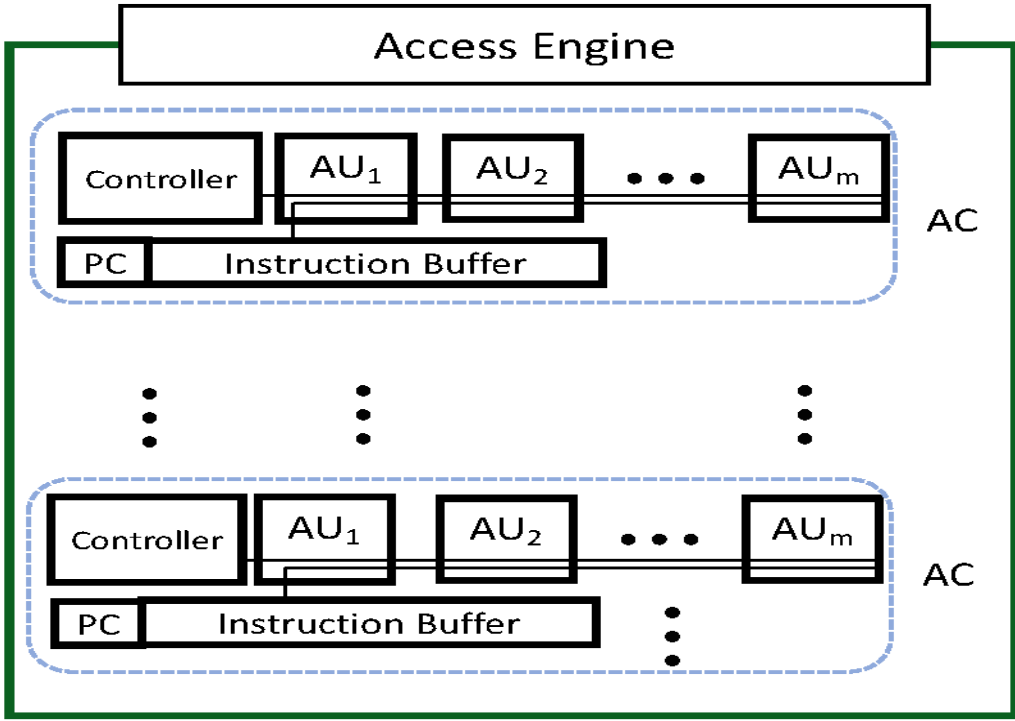 Access Engine
Controller AU₁ AU₂ AUₘ
AC
PC Instruction Buffer
Controller AU₁ AU₂ AUₘ
AC
PC Instruction Buffer